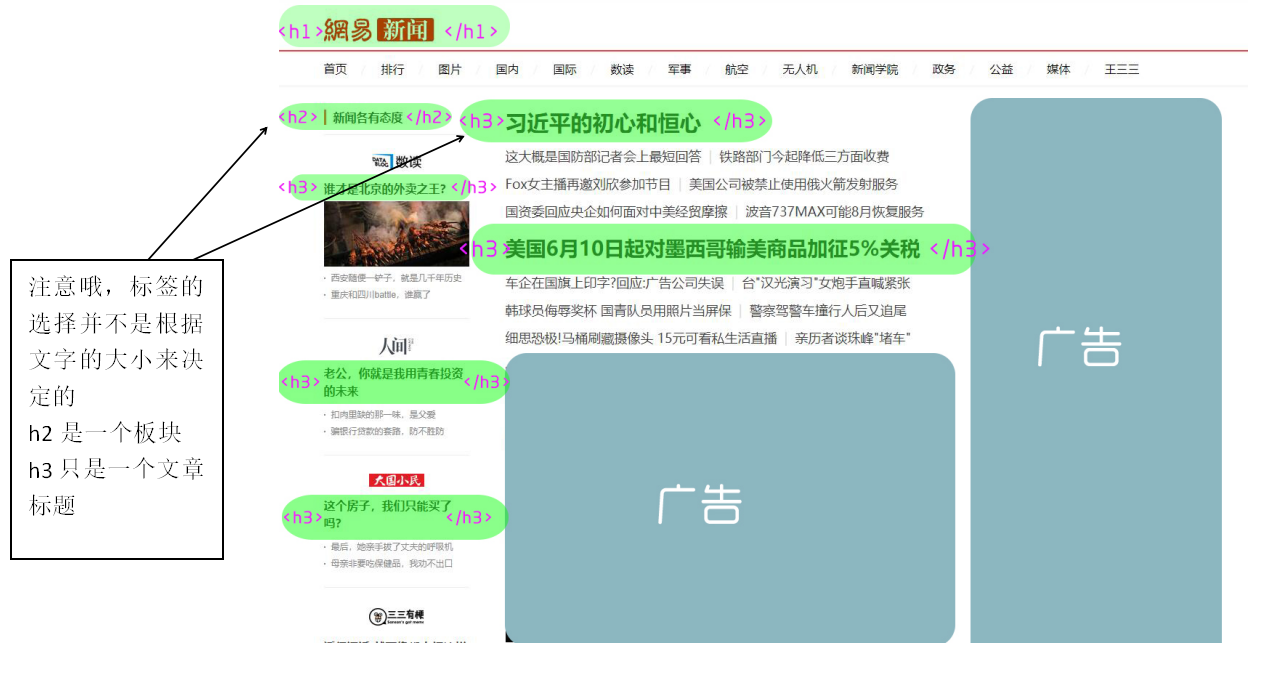 <h1>網易 新闻 </h1>
首页 排行 图片 国内 国际 数读 军事 航空 无人机 新闻学院 政务 公益 媒体 王三三
<h2> 新闻各有态度 </h2>
DATA BLOG 数读
<h3> 谁才是北京的外卖之王? </h3>
· 西安随便一铲子，就是几千年历史
· 重庆和四川battle，谁赢了
人间
<h3> 老公，你就是我用青春投资
的未来 </h3>
· 扣肉里缺的那一味，是父爱
· 骗银行贷款的套路，防不胜防
大国小民
<h3> 这个房子，我们只能买了
吗? </h3>
· 最后，她亲手拔了丈夫的呼吸机
· 母亲非要吃保健品，我劝不出口
三三有梗
<h3>习近平的初心和恒心 </h3>
这大概是国防部记者会上最短回答 | 铁路部门今起降低三方面收费
Fox女主播再邀刘欣参加节目 | 美国公司被禁止使用俄火箭发射服务
国资委回应央企如何面对中美经贸摩擦 | 波音737MAX可能8月恢复服务
<h3>美国6月10日起对墨西哥输美商品加征5%关税 </h3>
车企在国旗上印字?回应:广告公司失误 | 台"汉光演习"女炮手直喊紧张
韩球员侮辱奖杯 国青队员用照片当屏保 | 警察驾警车撞行人后又追尾
细思恐极!马桶刷藏摄像头 15元可看私生活直播 | 亲历者谈珠峰"堵车"
广告
广告
注意哦，标签的
选择并不是根据
文字的大小来决
定的
h2 是一个板块
h3 只是一个文章
标题